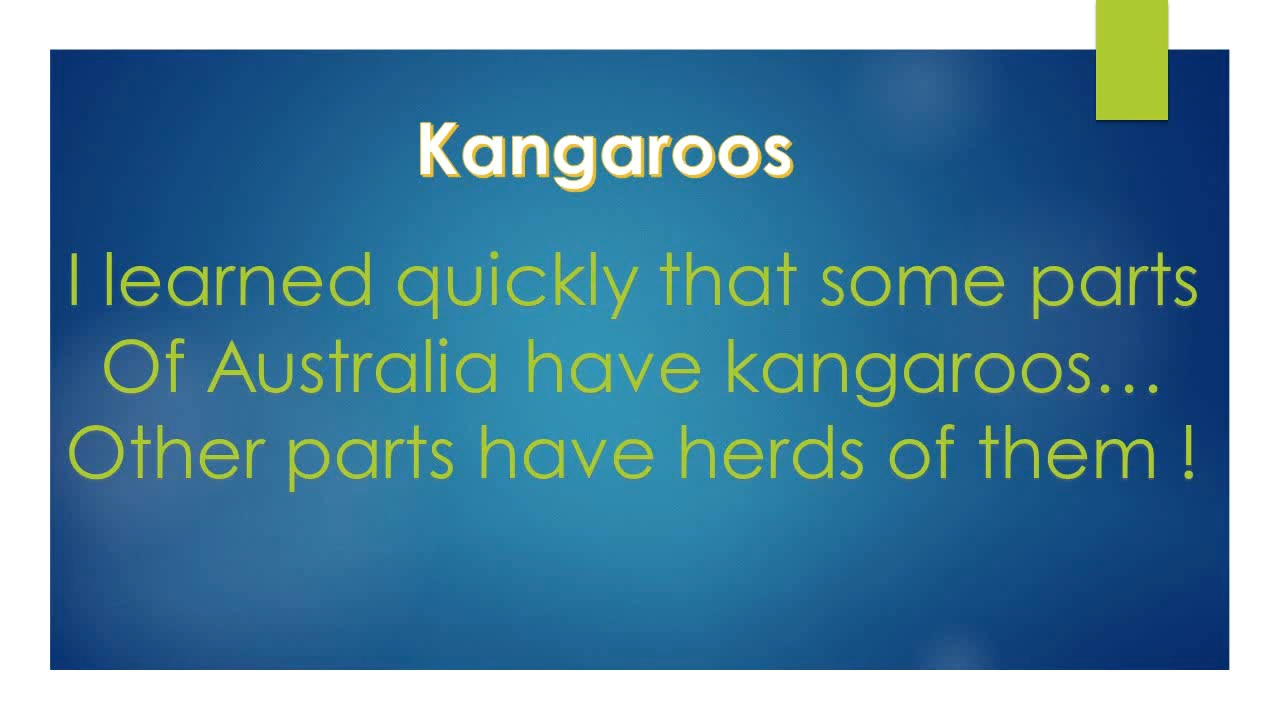 Kangaroos
I learned quickly that some parts
Of Australia have kangaroos…
Other parts have herds of them !